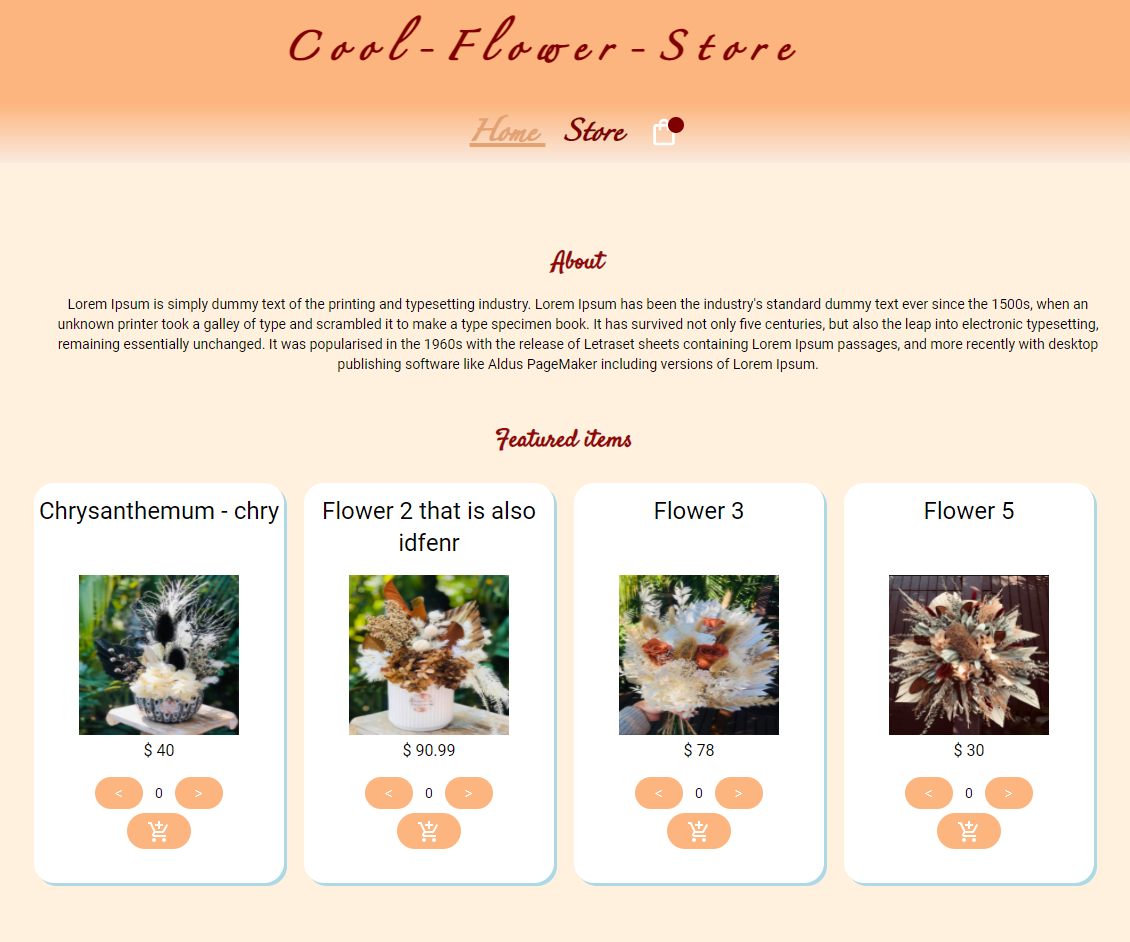 Cool-Flower-Store
Home Store
About
Lorem Ipsum is simply dummy text of the printing and typesetting industry. Lorem Ipsum has been the industry's standard dummy text ever since the 1500s, when an
unknown printer took a galley of type and scrambled it to make a type specimen book. It has survived not only five centuries, but also the leap into electronic typesetting,
remaining essentially unchanged. It was popularised in the 1960s with the release of Letraset sheets containing Lorem Ipsum passages, and more recently with desktop
publishing software like Aldus PageMaker including versions of Lorem Ipsum.
Featured items
Chrysanthemum - chry
$ 40
< 0 >
Flower 2 that is also
idfenr
$ 90.99
< 0 >
Flower 3
$ 78
< 0 >
Flower 5
$ 30
< 0 >